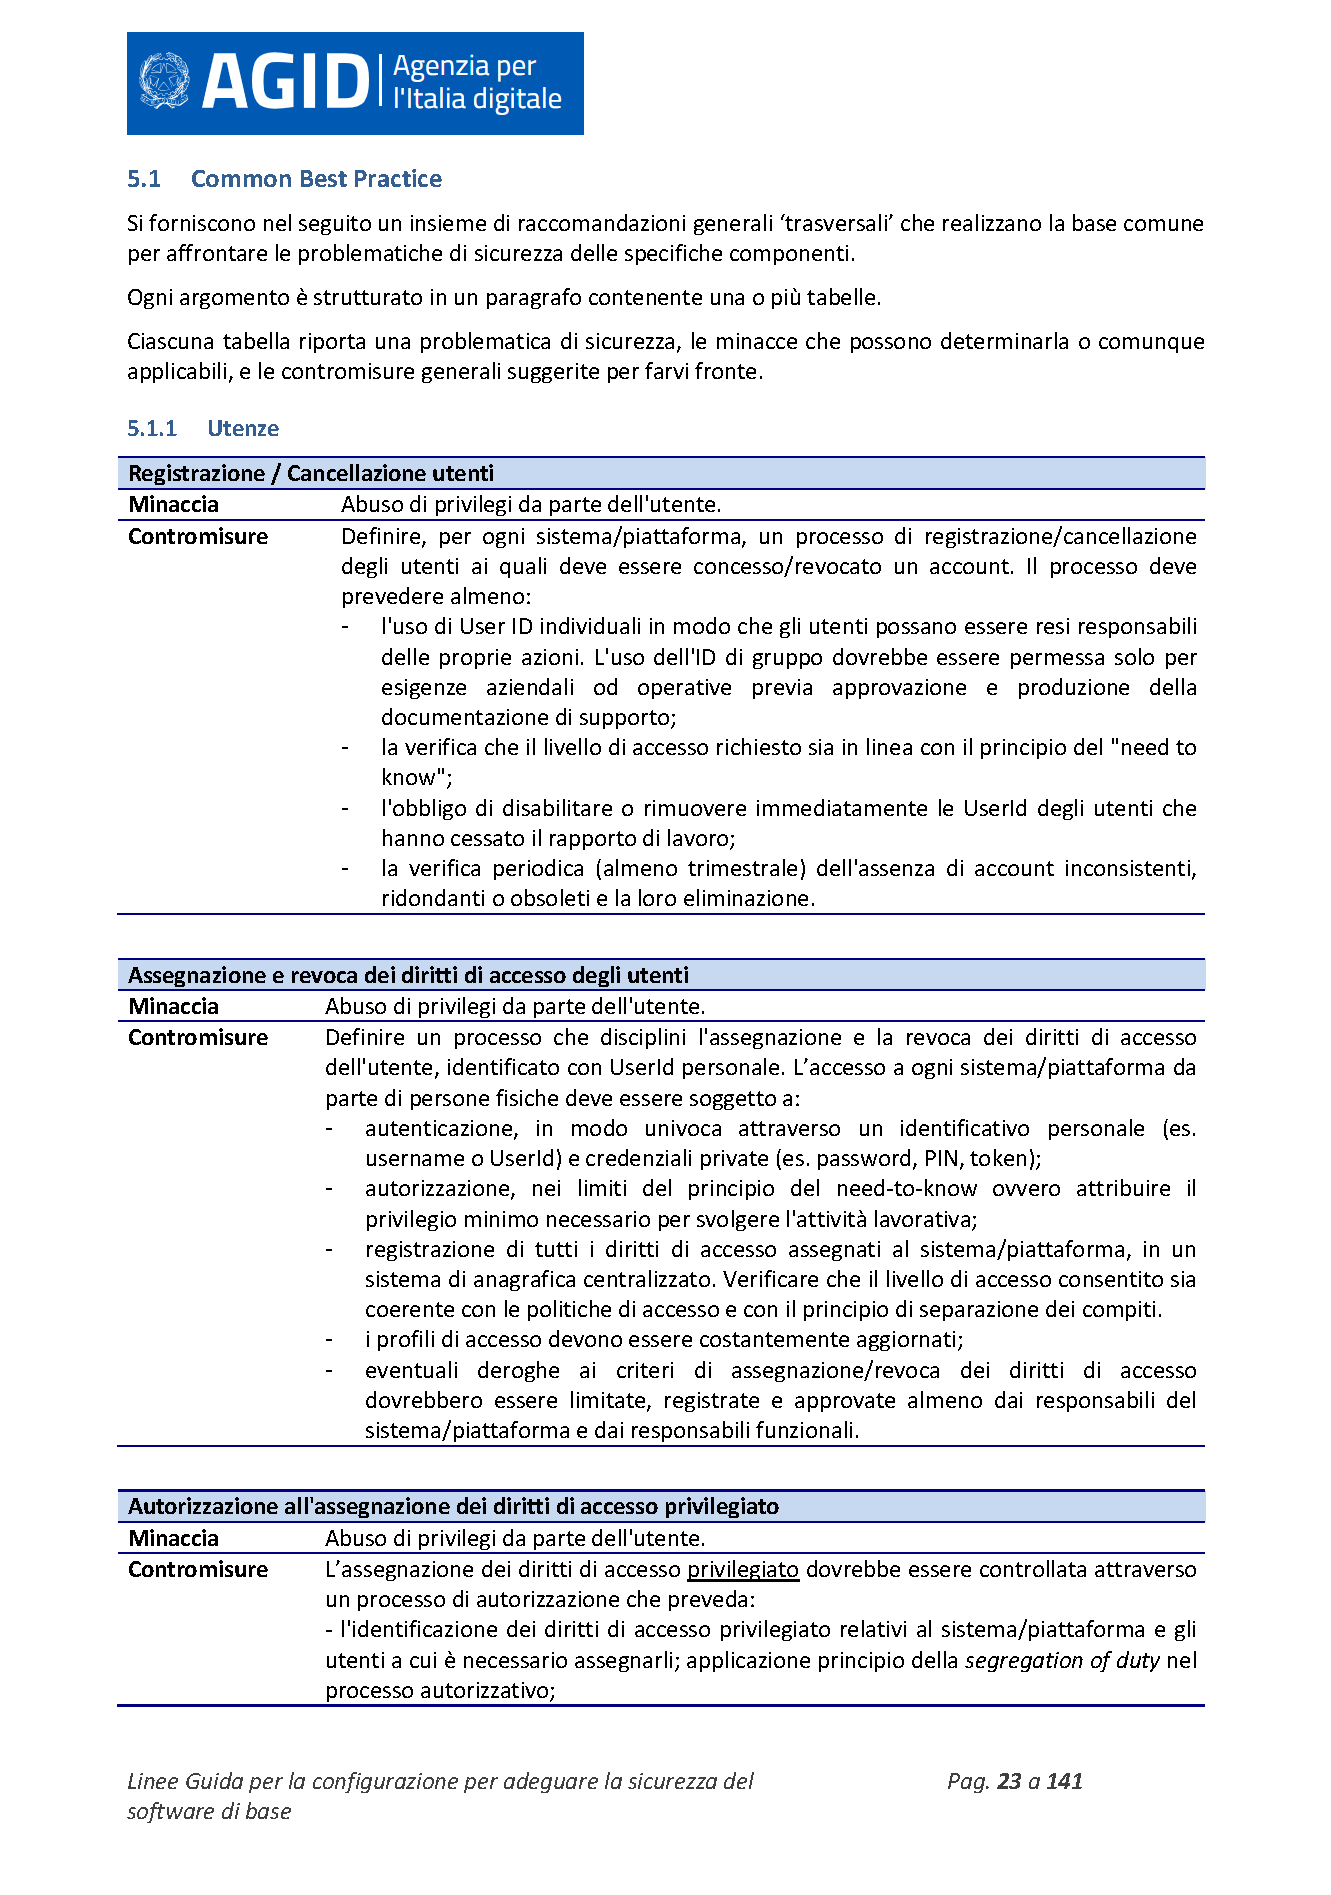 AGID Agenzia per
l'Italia digitale
5.1 Common Best Practice
Si forniscono nel seguito un insieme di raccomandazioni generali ‘trasversali’ che realizzano la base comune
per affrontare le problematiche di sicurezza delle specifiche componenti.
Ogni argomento è strutturato in un paragrafo contenente una o più tabelle.
Ciascuna tabella riporta una problematica di sicurezza, le minacce che possono determinarla o comunque
applicabili, e le contromisure generali suggerite per farvi fronte.
5.1.1 Utenze
Registrazione / Cancellazione utenti
Minaccia Abuso di privilegi da parte dell'utente.
Contromisure Definire, per ogni sistema/piattaforma, un processo di registrazione/cancellazione
degli utenti ai quali deve essere concesso/revocato un account. Il processo deve
prevedere almeno:
- l'uso di User ID individuali in modo che gli utenti possano essere resi responsabili
delle proprie azioni. L'uso dell'ID di gruppo dovrebbe essere permessa solo per
esigenze aziendali od operative previa approvazione e produzione della
documentazione di supporto;
- la verifica che il livello di accesso richiesto sia in linea con il principio del "need to
know";
- l'obbligo di disabilitare o rimuovere immediatamente le UserId degli utenti che
hanno cessato il rapporto di lavoro;
- la verifica periodica (almeno trimestrale) dell'assenza di account inconsistenti,
ridondanti o obsoleti e la loro eliminazione.
Assegnazione e revoca dei diritti di accesso degli utenti
Minaccia Abuso di privilegi da parte dell'utente.
Contromisure Definire un processo che disciplini l'assegnazione e la revoca dei diritti di accesso
dell'utente, identificato con UserId personale. L’accesso a ogni sistema/piattaforma da
parte di persone fisiche deve essere soggetto a:
- autenticazione, in modo univoca attraverso un identificativo personale (es.
username o UserId) e credenziali private (es. password, PIN, token);
- autorizzazione, nei limiti del principio del need-to-know ovvero attribuire il
privilegio minimo necessario per svolgere l'attività lavorativa;
- registrazione di tutti i diritti di accesso assegnati al sistema/piattaforma, in un
sistema di anagrafica centralizzato. Verificare che il livello di accesso consentito sia
coerente con le politiche di accesso e con il principio di separazione dei compiti.
- i profili di accesso devono essere costantemente aggiornati;
- eventuali deroghe ai criteri di assegnazione/revoca dei diritti di accesso
dovrebbero essere limitate, registrate e approvate almeno dai responsabili del
sistema/piattaforma e dai responsabili funzionali.
Autorizzazione all'assegnazione dei diritti di accesso privilegiato
Minaccia Abuso di privilegi da parte dell'utente.
Contromisure L’assegnazione dei diritti di accesso privilegiato dovrebbe essere controllata attraverso
un processo di autorizzazione che preveda:
- l'identificazione dei diritti di accesso privilegiato relativi al sistema/piattaforma e gli
utenti a cui è necessario assegnarli; applicazione principio della segregation of duty nel
processo autorizzativo;
Linee Guida per la configurazione per adeguare la sicurezza del Pag. 23 a 141
software di base